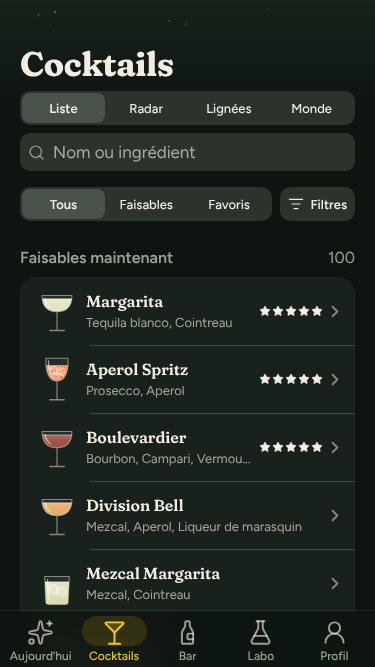 Cocktails
Liste Radar Lignées Monde
Nom ou ingrédient
Tous Faisables Favoris Filtres
Faisables maintenant 100
Margarita
Tequila blanco, Cointreau
Aperol Spritz
Prosecco, Aperol
Boulevardier
Bourbon, Campari, Vermou...
Division Bell
Mezcal, Aperol, Liqueur de marasquin
Mezcal Margarita
Mezcal, Cointreau
Aujourd'hui Cocktails Bar Labo Profil